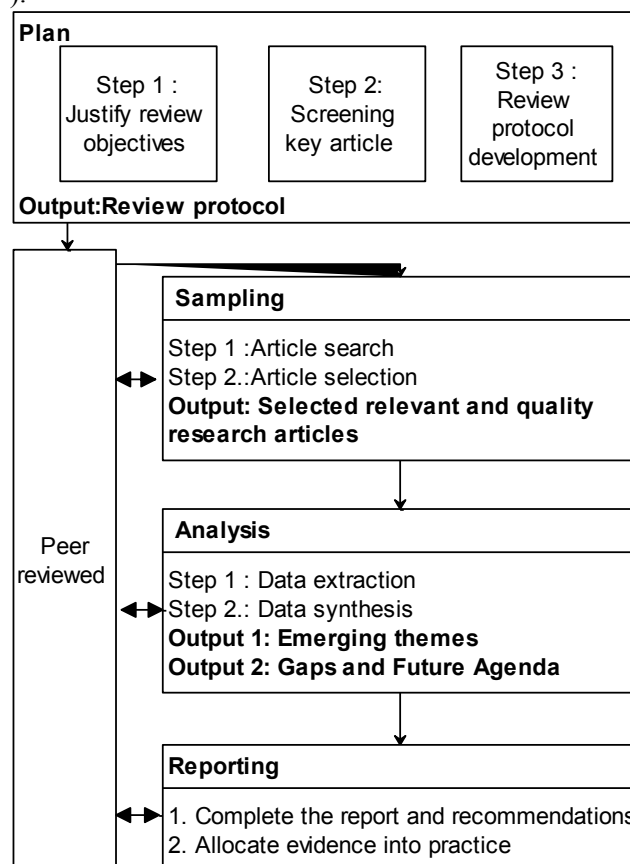 ).
Plan
Step 1 :
Justify review
objectives
Step 2:
Screening
key article
Step 3 :
Review
protocol
development
Output:Review protocol
Peer
reviewed
Sampling
Step 1 :Article search
Step 2.:Article selection
Output: Selected relevant and quality
research articles
Analysis
Step 1 : Data extraction
Step 2.: Data synthesis
Output 1: Emerging themes
Output 2: Gaps and Future Agenda
Reporting
1. Complete the report and recommendations
2. Allocate evidence into practice